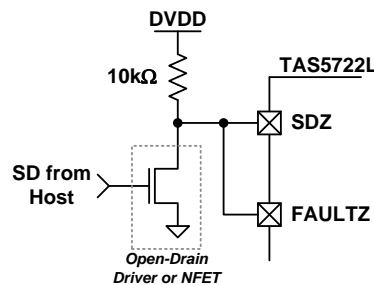 DVDD
10kΩ
TAS5722L
SDZ
SD from
Host
FAULTZ
Open-Drain
Driver or NFET